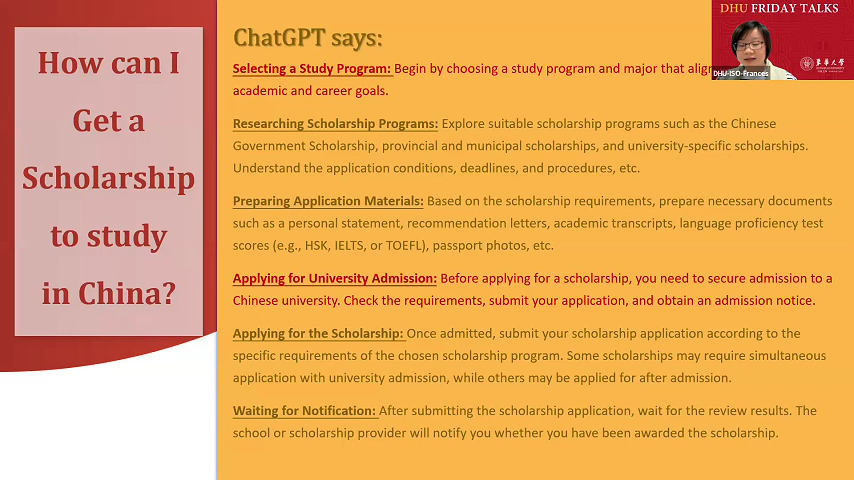 How can I
Get a
Scholarship
to study
in China?
ChatGPT says:
Selecting a Study Program: Begin by choosing a study program and major that
academic and career goals.
Researching Scholarship Programs: Explore suitable scholarship programs such as the Chinese
Government Scholarship, provincial and municipal scholarships, and university-specific scholarships.
Understand the application conditions, deadlines, and procedures, etc.
Preparing Application Materials: Based on the scholarship requirements, prepare necessary documents
such as a personal statement, recommendation letters, academic transcripts, language proficiency test
scores (e.g., HSK, IELTS, or TOEFL), passport photos, etc.
Applying for University Admission: Before applying for a scholarship, you need to secure admission to a
Chinese university. Check the requirements, submit your application, and obtain an admission notice.
Applying for the Scholarship: Once admitted, submit your scholarship application according to the
specific requirements of the chosen scholarship program. Some scholarships may require simultaneous
application with university admission, while others may be applied for after admission.
Waiting for Notification: After submitting the scholarship application, wait for the review results. The
school or scholarship provider will notify you whether you have been awarded the scholarship.
DHU FRIDAY TALKS
DHU-ISO-Frances
東華大學